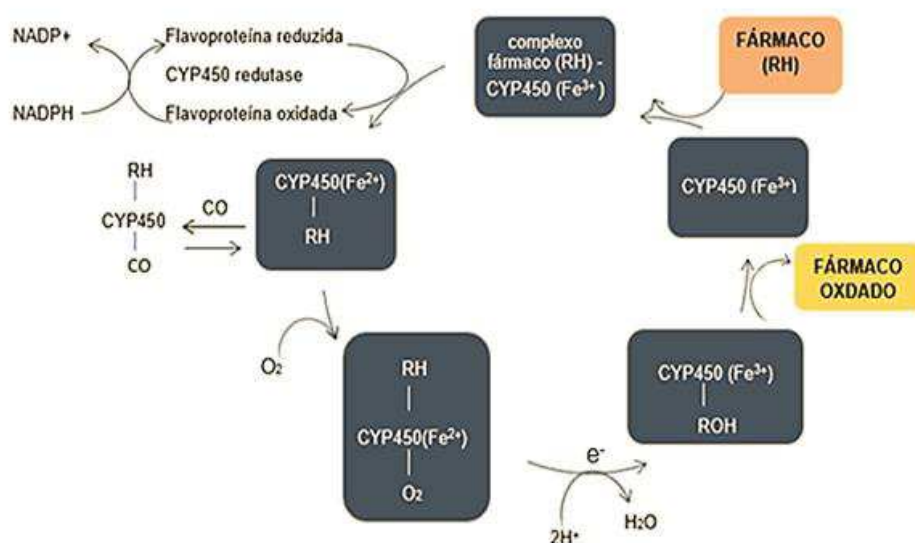 NADP+
Flavoproteína reduzida
CYP450 redutase
NADPH
Flavoproteína oxidada
complexo
fármaco (RH) -
CYP450 (Fe³⁺)
FÁRMACO
(RH)
CYP450 (Fe³⁺)
RH
CYP450
CO
CO
CYP450(Fe²⁺)
RH
FÁRMACO
OXDADO
O₂
RH
CYP450(Fe²⁺)
O₂
CYP450 (Fe³⁺)
ROH
e⁻
2H⁺
H₂O